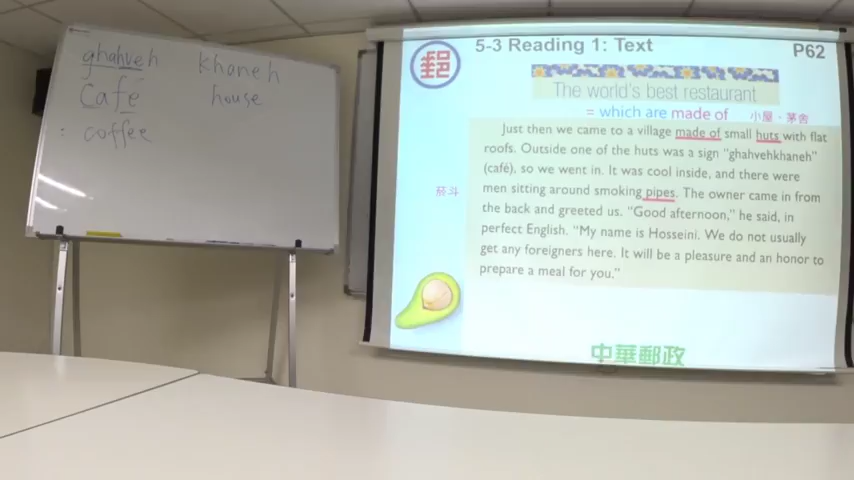 ghahveh khaneh
Café house
: coffee
郵
5-3 Reading 1: Text
P62
The world's best restaurant
= which are made of 小屋·茅舍
Just then we came to a village made of small huts with flat
roofs. Outside one of the huts was a sign "ghahvehkhaneh"
(café), so we went in. It was cool inside, and there were
菸斗
men sitting around smoking pipes. The owner came in from
the back and greeted us. "Good afternoon," he said, in
perfect English. "My name is Hosseini. We do not usually
get any foreigners here. It will be a pleasure and an honor to
prepare a meal for you."
中華郵政